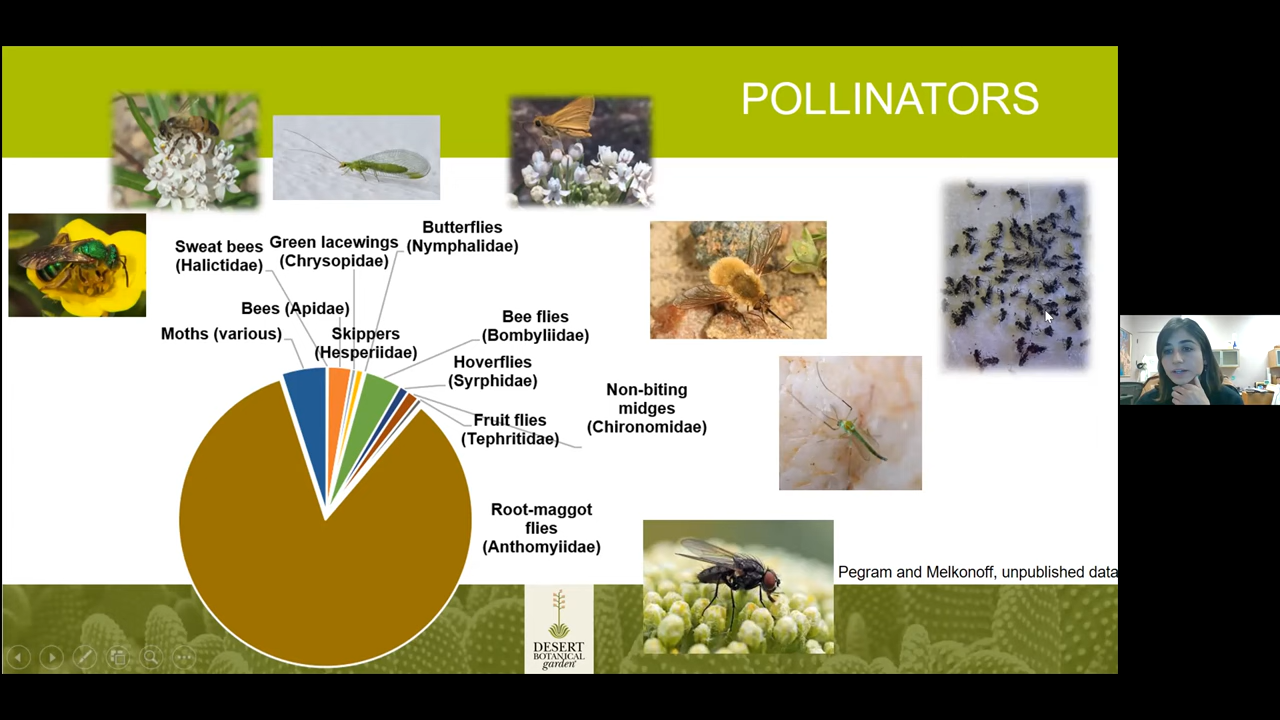 POLLINATORS
Butterflies
(Nymphalidae)
Green lacewings
(Chrysopidae)
Sweat bees
(Halictidae)
Bees (Apidae)
Moths (various)
Skippers
(Hesperiidae)
Bee flies
(Bombyliidae)
Hoverflies
(Syrphidae)
Non-biting
midges
(Chironomidae)
Fruit flies
(Tephritidae)
Root-maggot
flies
(Anthomyiidae)
Pegram and Melkonoff, unpublished data
DESERT
BOTANICAL
garden